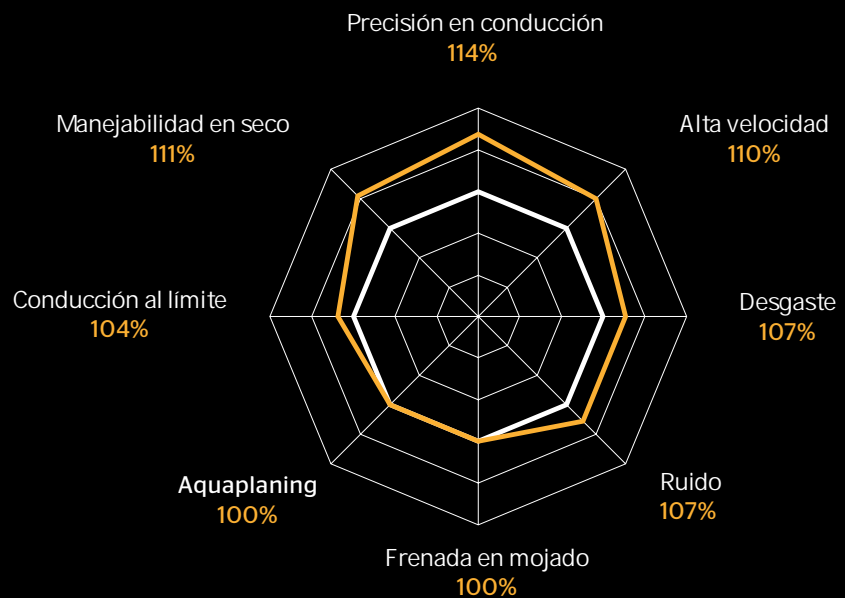 Precisión en conducción
114%
Manejabilidad en seco
111%
Alta velocidad
110%
Conducción al límite
104%
Desgaste
107%
Aquaplaning
100%
Ruido
107%
Frenada en mojado
100%